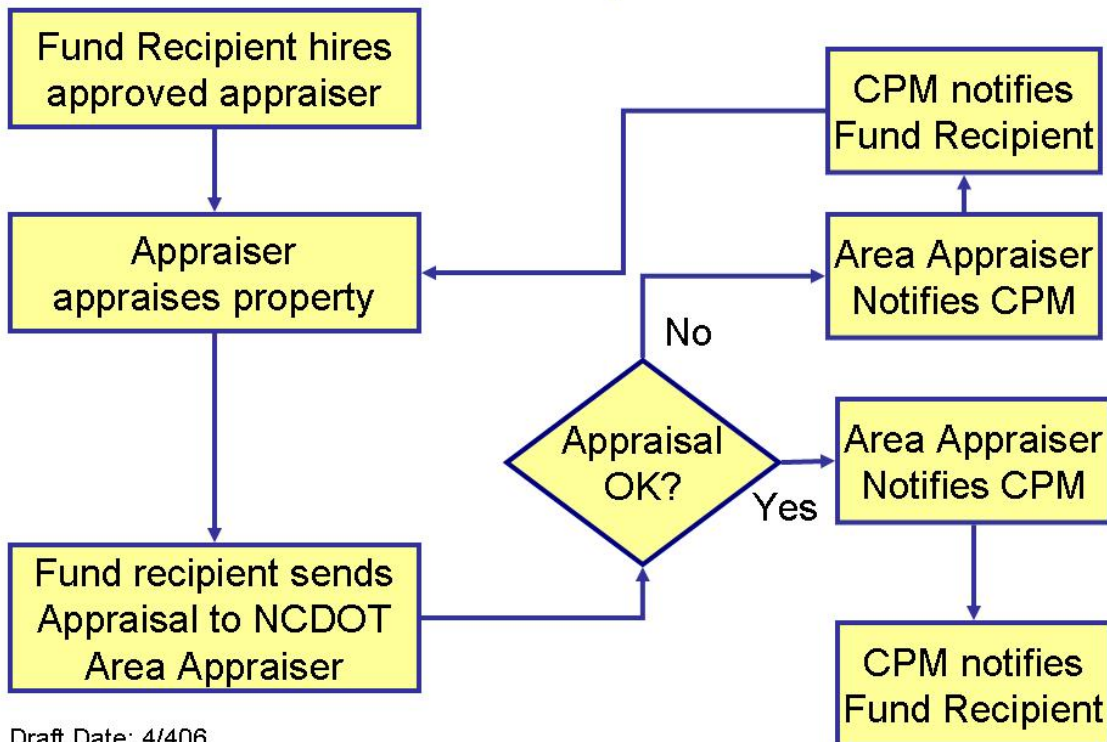 Fund Recipient hires
approved appraiser
Appraiser
appraises property
Fund recipient sends
Appraisal to NCDOT
Area Appraiser
Appraisal
OK?
No
Area Appraiser
Notifies CPM
CPM notifies
Fund Recipient
Yes
Area Appraiser
Notifies CPM
CPM notifies
Fund Recipient
Draft Date: 4/406